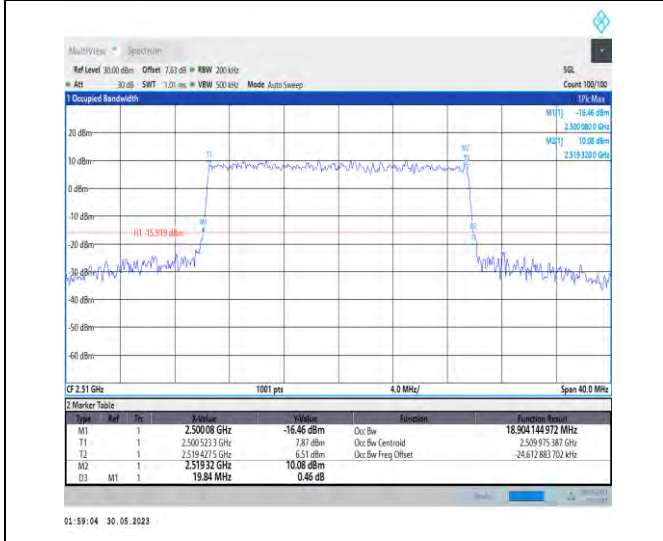 MultiView Spectrum
Ref Level 30.00 dBm Offset 7.63 dB RBW 200 kHz SGL
Att 30 dB SWT 1.01 ms VBW 500 kHz Mode Auto Sweep Count 100/100
1 Occupied Bandwidth 1Pk Max
M1[1] -16.46 dBm
2.500 080 0 GHz
M2[1] 10.08 dBm
2.519 320 0 GHz
20 dBm
T1
M2
T2
10 dBm
0 dBm
-10 dBm
M1
D3
H1 -15.919 dBm
-20 dBm
-30 dBm
-40 dBm
-50 dBm
-60 dBm
CF 2.51 GHz 1001 pts 4.0 MHz/ Span 40.0 MHz
2 Marker Table
Type Ref Trc X-Value Y-Value Function Function Result
M1 1 2.50008 GHz -16.46 dBm Occ Bw 18.904 144 972 MHz
T1 1 2.500 523 3 GHz 7.87 dBm Occ Bw Centroid 2.509 975 387 GHz
T2 1 2.519 427 5 GHz 6.51 dBm Occ Bw Freq Offset -24.612 883 702 kHz
M2 1 2.51932 GHz 10.08 dBm
D3 M1 1 19.84 MHz 0.46 dB
01:59:04 30.05.2023